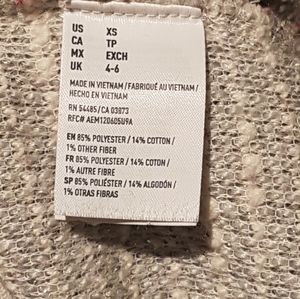 US XS
CA TP
MX EXCH
UK 4-6
MADE IN VIETNAM / FABRIQUÉ AU VIETNAM /
HECHO EN VIETNAM
RN 54485 / CA 03873
RFC# AEM120605U9A
EN 85% POLYESTER / 14% COTTON /
1% OTHER FIBER
FR 85% POLYESTER / 14% COTON /
1% AUTRE FIBRE
SP 85% POLIÉSTER / 14% ALGODÓN /
1% OTRAS FIBRAS